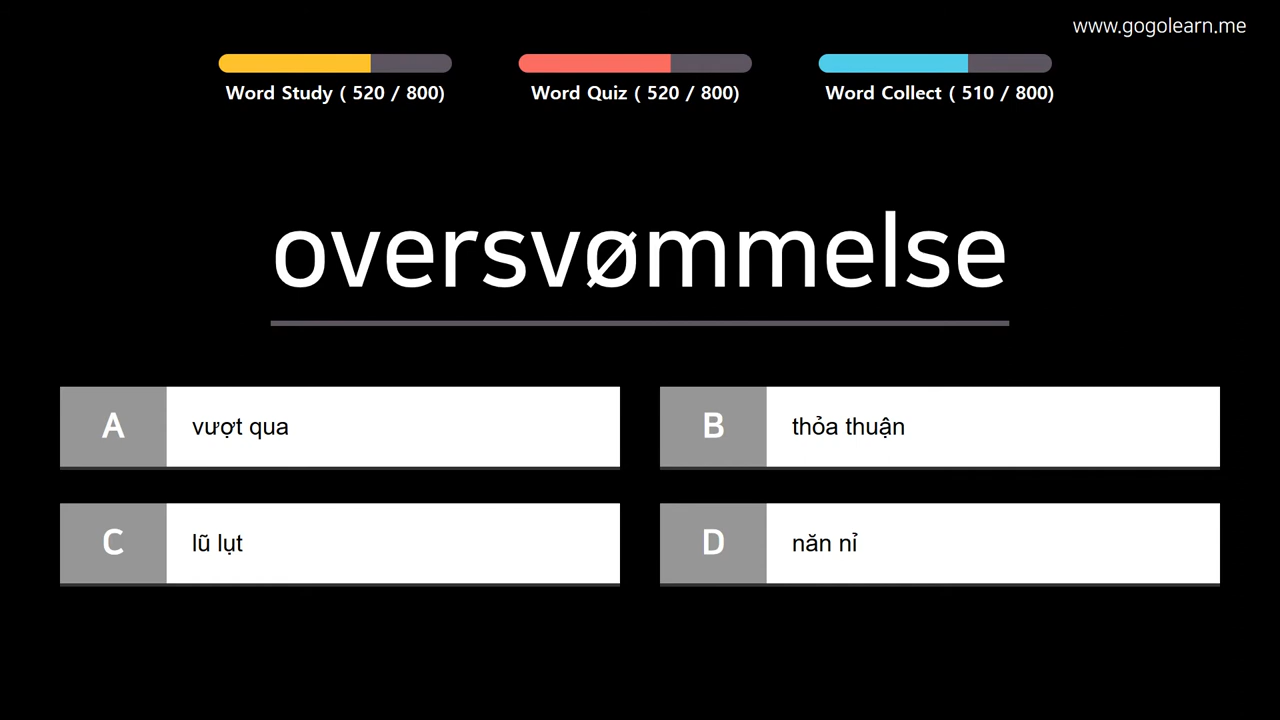 www.gogolearn.me
Word Study ( 520 / 800)
Word Quiz ( 520 / 800)
Word Collect ( 510 / 800)
oversvømmelse
A vượt qua
B thỏa thuận
C lũ lụt
D năn nỉ